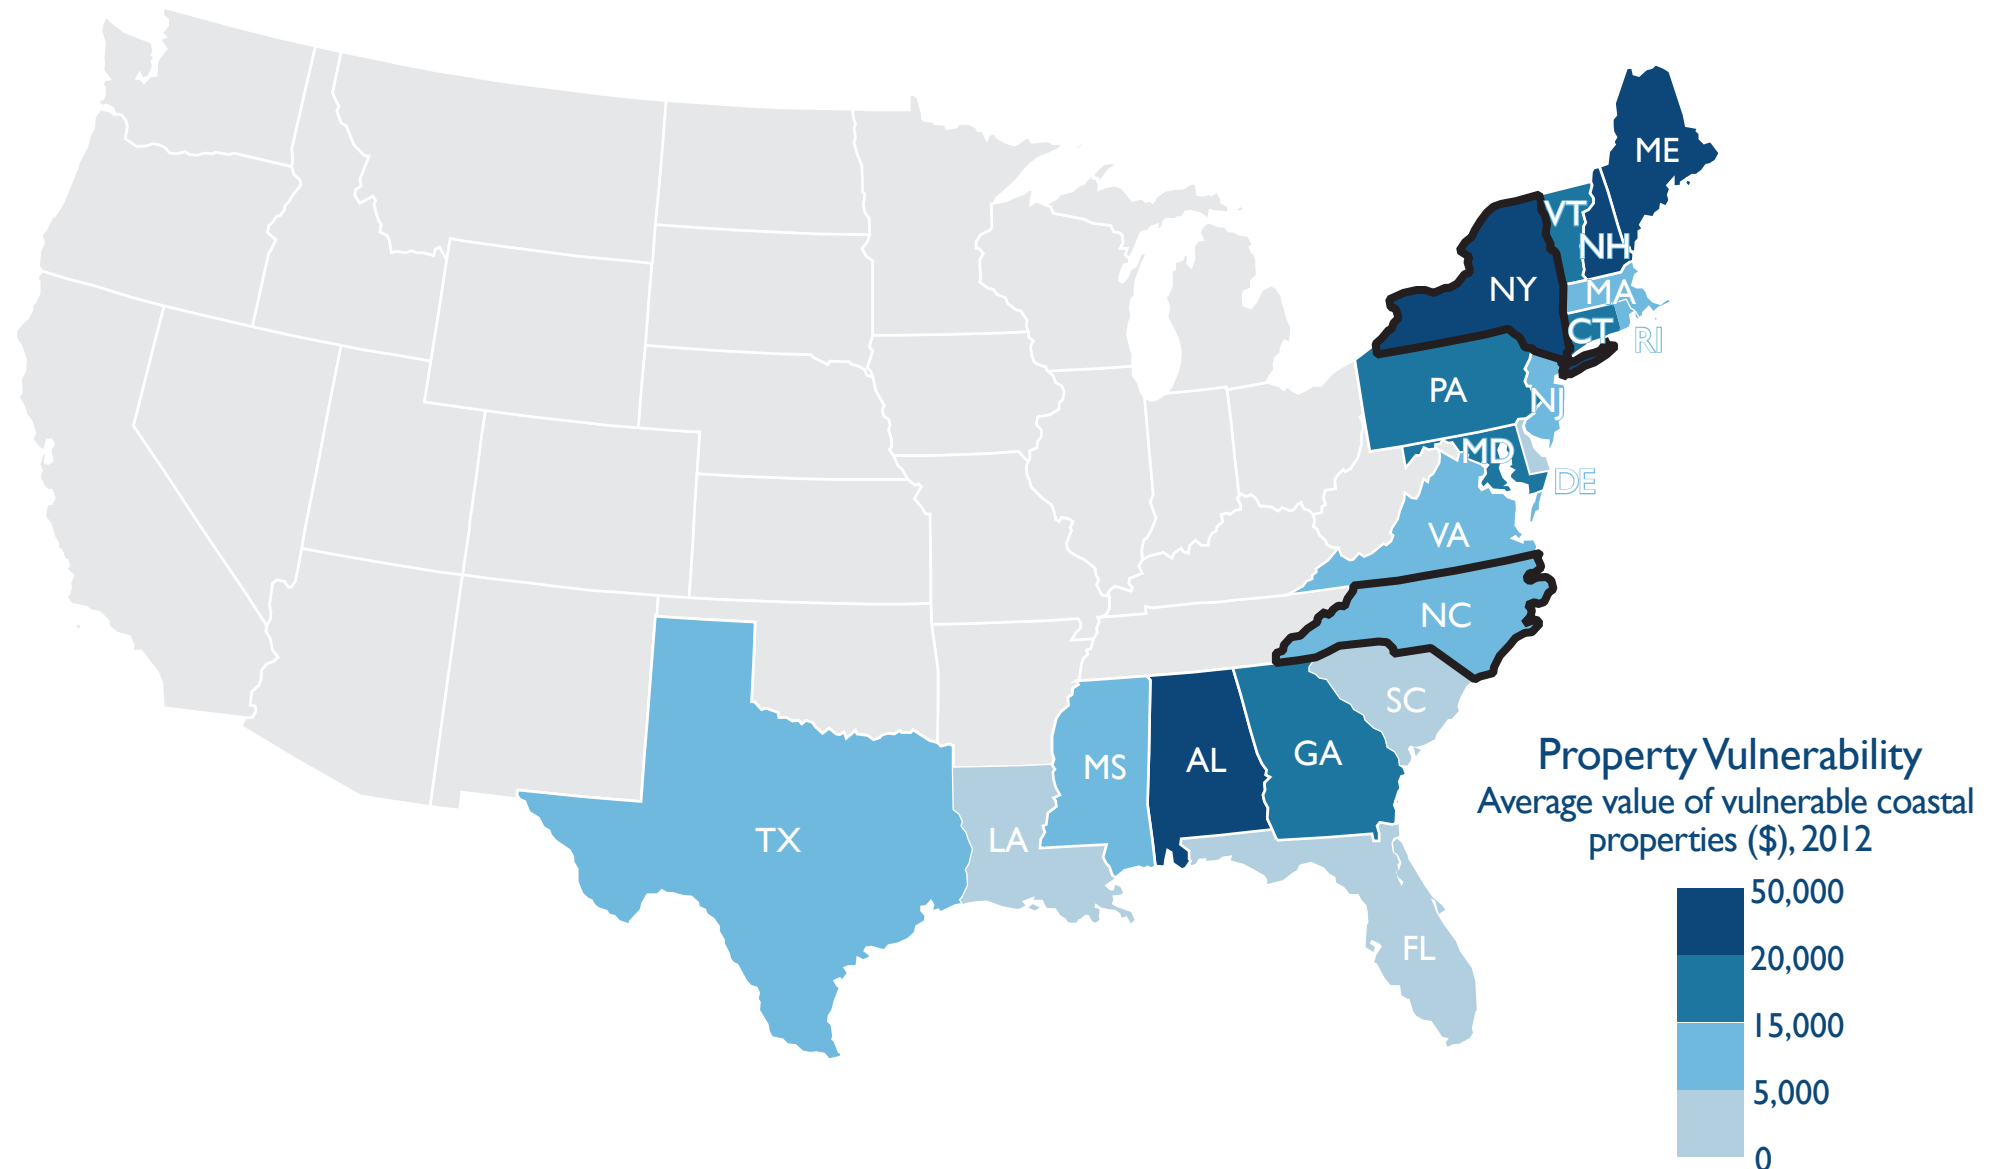 ME
VT
NH
NY
MA
CT
RI
PA
NJ
MD
DE
VA
NC
SC
MS
AL
GA
TX
LA
FL
Property Vulnerability
Average value of vulnerable coastal
properties ($), 2012
50,000
20,000
15,000
5,000
0